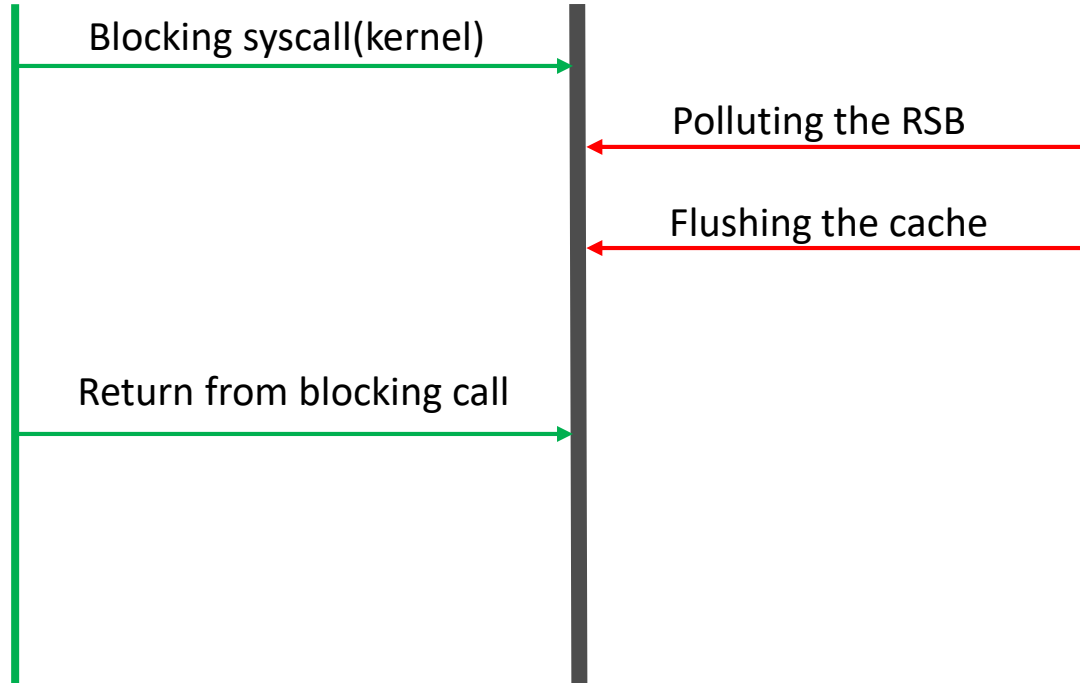 Blocking syscall(kernel)
Polluting the RSB
Flushing the cache
Return from blocking call